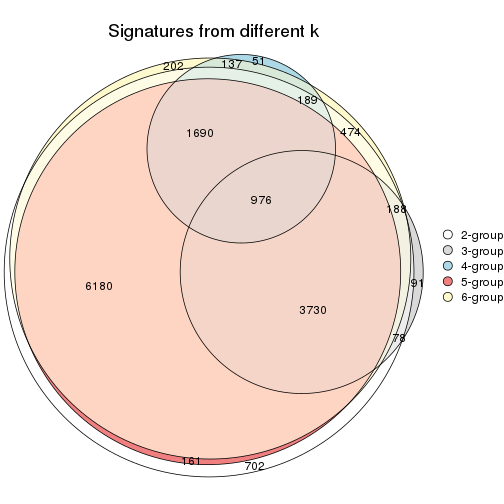 Signatures from different k
202
137
51
189
1690
474
976
188
6180
91
3730
78
161
702
2-group
3-group
4-group
5-group
6-group